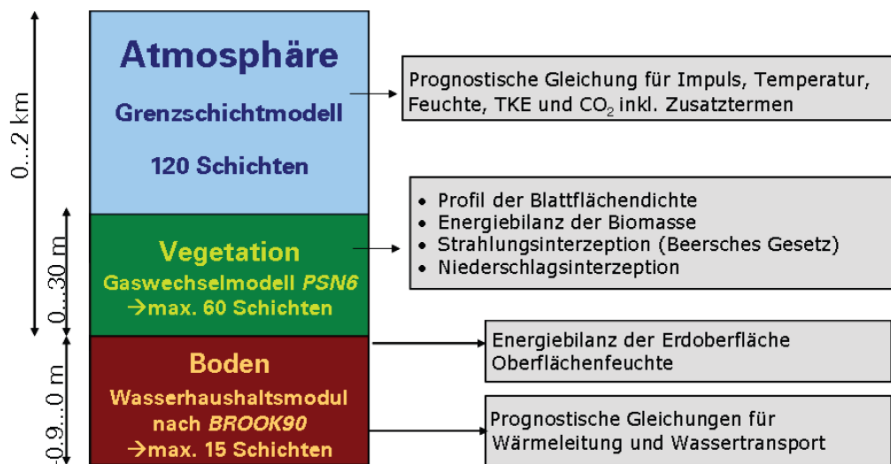 0...2 km
Atmosphäre
Grenzschichtmodell
120 Schichten
Prognostische Gleichung für Impuls, Temperatur,
Feuchte, TKE und CO₂ inkl. Zusatztermen
0...30 m
Vegetation
Gaswechselmodell PSN6
→max. 60 Schichten
• Profil der Blattflächendichte
• Energiebilanz der Biomasse
• Strahlungsinterzeption (Beersches Gesetz)
• Niederschlagsinterzeption
-0.9...0 m
Boden
Wasserhaushaltsmodul
nach BROOK90
→max. 15 Schichten
Energiebilanz der Erdoberfläche
Oberflächenfeuchte
Prognostische Gleichungen für
Wärmeleitung und Wassertransport